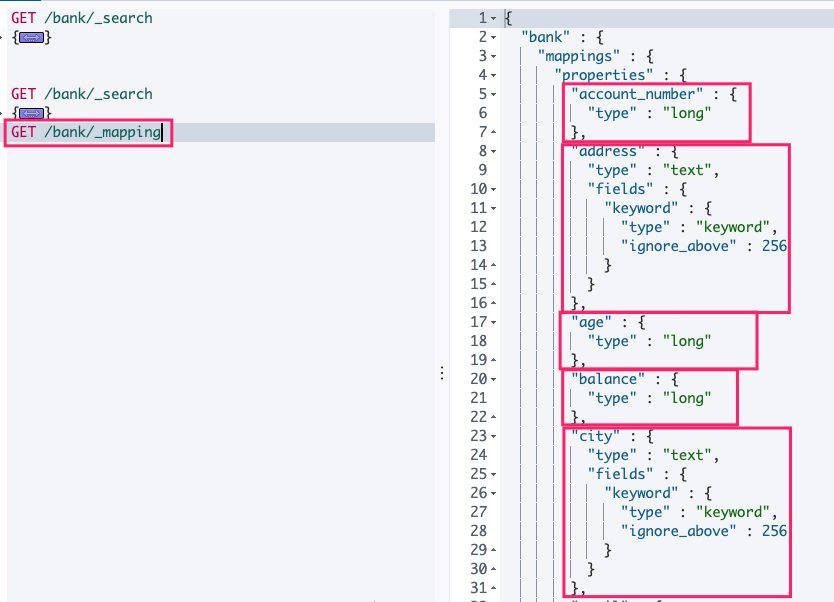 GET /bank/_search
{}
GET /bank/_search
{}
GET /bank/_mapping
1 {
2 "bank" : {
3 "mappings" : {
4 "properties" : {
5 "account_number" : {
6 "type" : "long"
7 },
8 "address" : {
9 "type" : "text",
10 "fields" : {
11 "keyword" : {
12 "type" : "keyword",
13 "ignore_above" : 256
14 }
15 }
16 },
17 "age" : {
18 "type" : "long"
19 },
20 "balance" : {
21 "type" : "long"
22 },
23 "city" : {
24 "type" : "text",
25 "fields" : {
26 "keyword" : {
27 "type" : "keyword",
28 "ignore_above" : 256
29 }
30 }
31 },